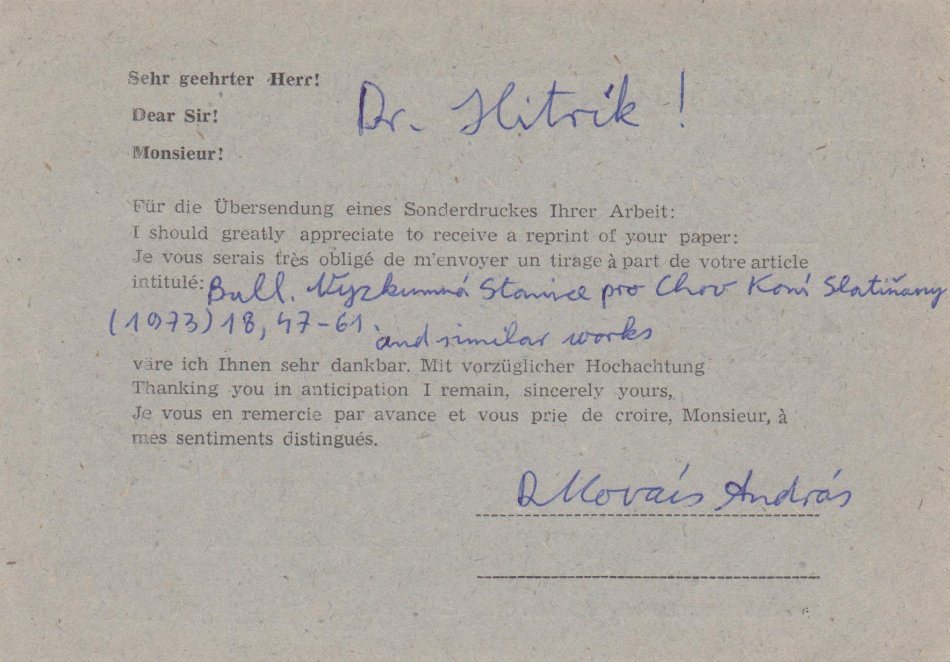 Sehr geehrter Herr!
Dear Sir!
Monsieur!
Dr. Hitrik!
Für die Übersendung eines Sonderdruckes Ihrer Arbeit:
I should greatly appreciate to receive a reprint of your paper:
Je vous serais très obligé de m'envoyer un tirage à part de votre article
intitulé: Bull. Vyzkumná Stanice pro Chov Koní Slatiňany
(1973) 18, 47-61. and similar works
väre ich Ihnen sehr dankbar. Mit vorzüglicher Hochachtung
Thanking you in anticipation I remain, sincerely yours,
Je vous en remercie par avance et vous prie de croire, Monsieur, à
mes sentiments distingués.
András